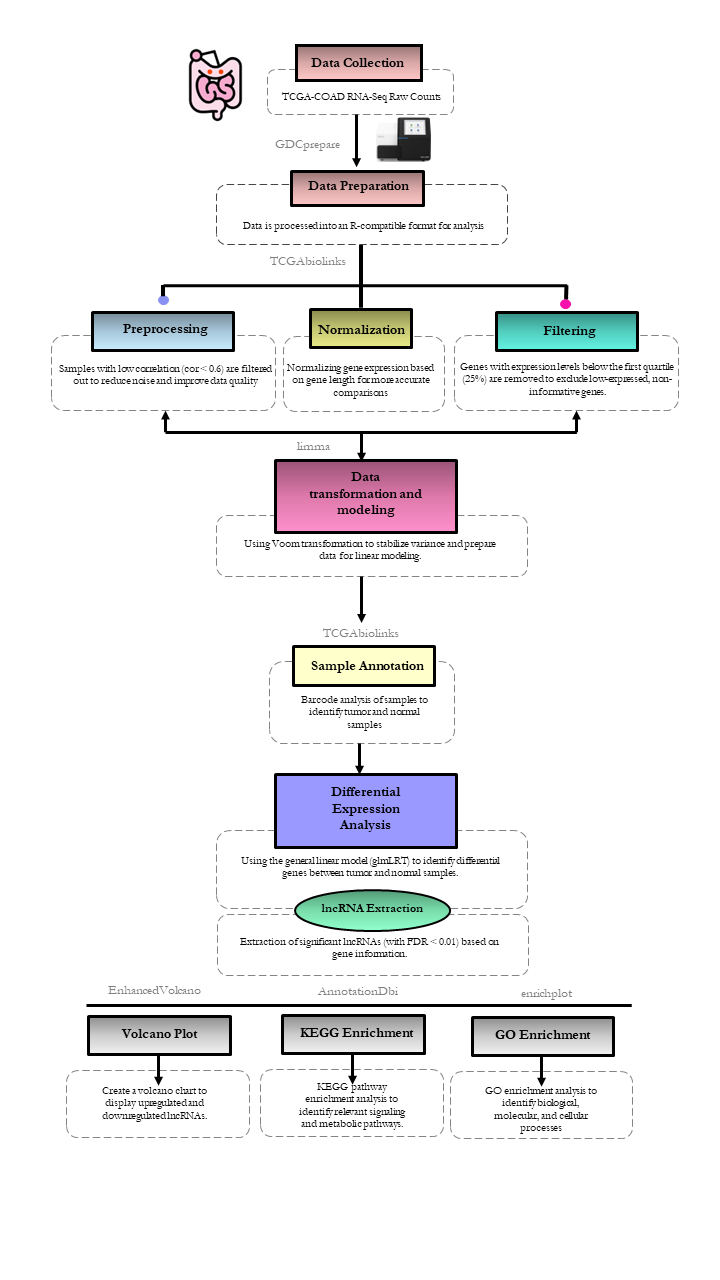 Data Collection
TCGA-COAD RNA-Seq Raw Counts
GDCprepare
Data Preparation
Data is processed into an R-compatible format for analysis
TCGAbiolinks
Preprocessing
Samples with low correlation (cor < 0.6) are filtered
out to reduce noise and improve data quality
Normalization
Normalizing gene expression based
on gene length for more accurate
comparisons
Filtering
Genes with expression levels below the first quartile
(25%) are removed to exclude low-expressed, non-
informative genes.
limma
Data
transformation and
modeling
Using Voom transformation to stabilize variance and prepare
data for linear modeling.
TCGAbiolinks
Sample Annotation
Barcode analysis of samples to
identify tumor and normal
samples
Differential
Expression
Analysis
Using the general linear model (glmLRT) to identify differential
genes between tumor and normal samples.
lncRNA Extraction
Extraction of significant lncRNAs (with FDR < 0.01) based on
gene information.
EnhancedVolcano
AnnotationDbi
enrichplot
Volcano Plot
Create a volcano chart to
display upregulated and
downregulated lncRNAs.
KEGG Enrichment
KEGG pathway
enrichment analysis to
identify relevant signaling
and metabolic pathways.
GO Enrichment
GO enrichment analysis to
identify biological,
molecular, and cellular
processes